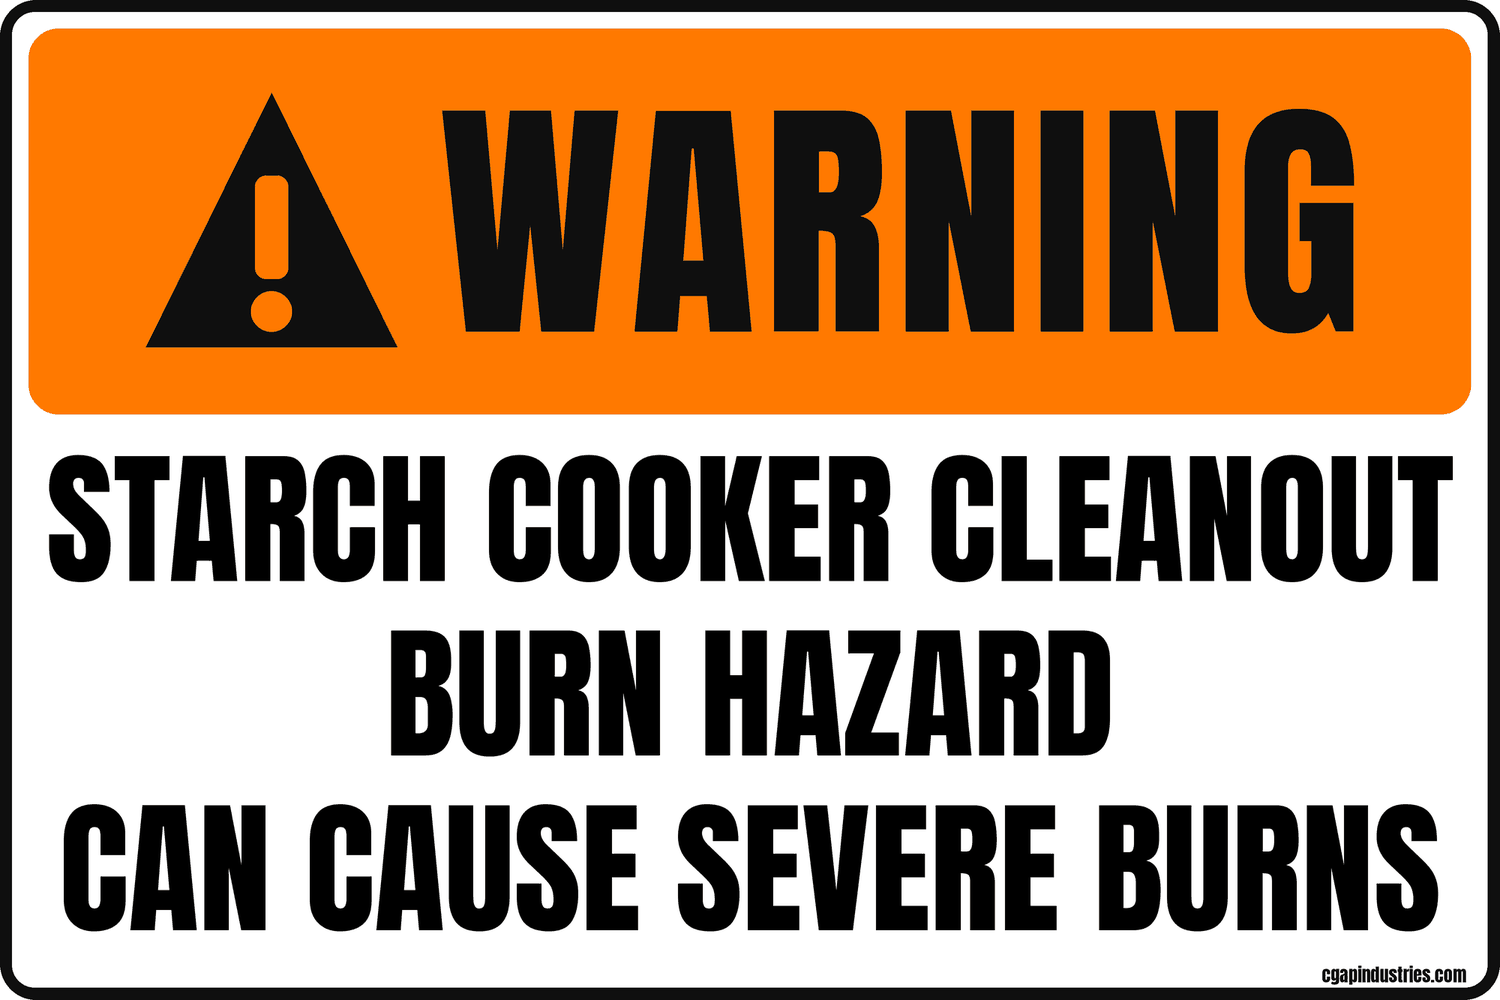 WARNING
STARCH COOKER CLEANOUT
BURN HAZARD
CAN CAUSE SEVERE BURNS
cgapindustries.com